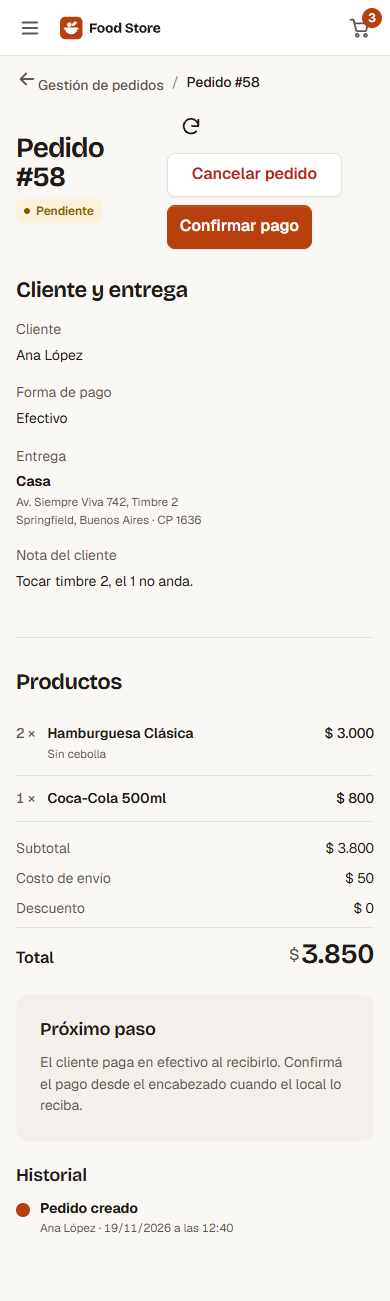 Food Store
3
Gestión de pedidos / Pedido #58
Pedido
#58
Pendiente
Cancelar pedido
Confirmar pago
Cliente y entrega
Cliente
Ana López
Forma de pago
Efectivo
Entrega
Casa
Av. Siempre Viva 742, Timbre 2
Springfield, Buenos Aires · CP 1636
Nota del cliente
Tocar timbre 2, el 1 no anda.
Productos
2 × Hamburguesa Clásica $ 3.000
Sin cebolla
1 × Coca-Cola 500ml $ 800
Subtotal $ 3.800
Costo de envío $ 50
Descuento $ 0
Total $3.850
Próximo paso
El cliente paga en efectivo al recibirlo. Confirmá
el pago desde el encabezado cuando el local lo
reciba.
Historial
Pedido creado
Ana López · 19/11/2026 a las 12:40